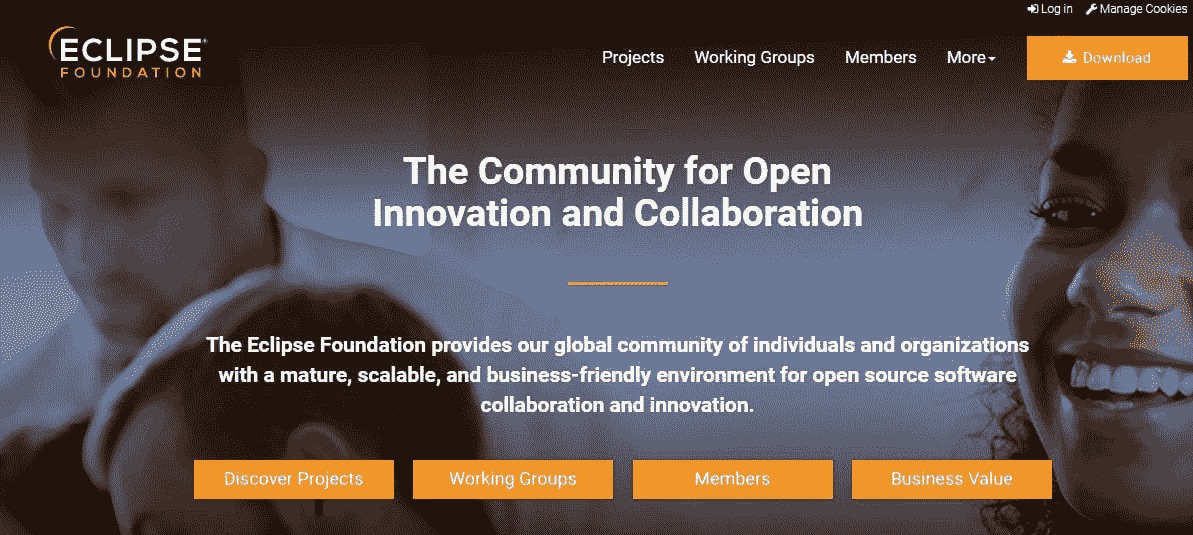 Log in Manage Cookies
ECLIPSE®
FOUNDATION
Projects Working Groups Members More Download
The Community for Open
Innovation and Collaboration
The Eclipse Foundation provides our global community of individuals and organizations
with a mature, scalable, and business-friendly environment for open source software
collaboration and innovation.
Discover Projects Working Groups Members Business Value